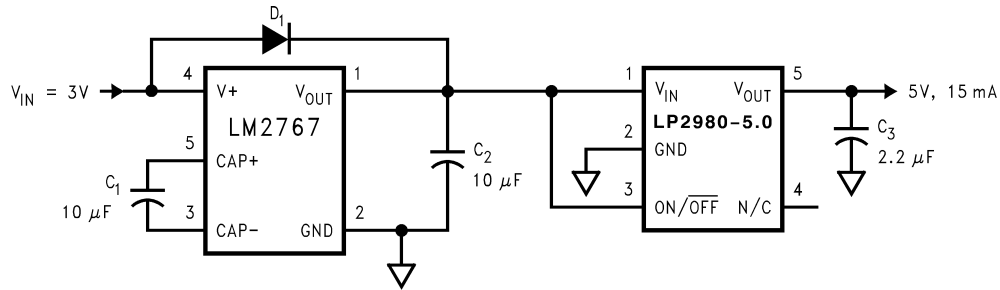 D1
VIN = 3V
4
V+
1
VOUT
LM2767
5
CAP+
C1
10 µF
3
CAP–
2
GND
C2
10 µF
1
VIN
5
VOUT
LP2980–5.0
2
GND
3
ON/OFF
N/C
4
5V, 15 mA
C3
2.2 µF